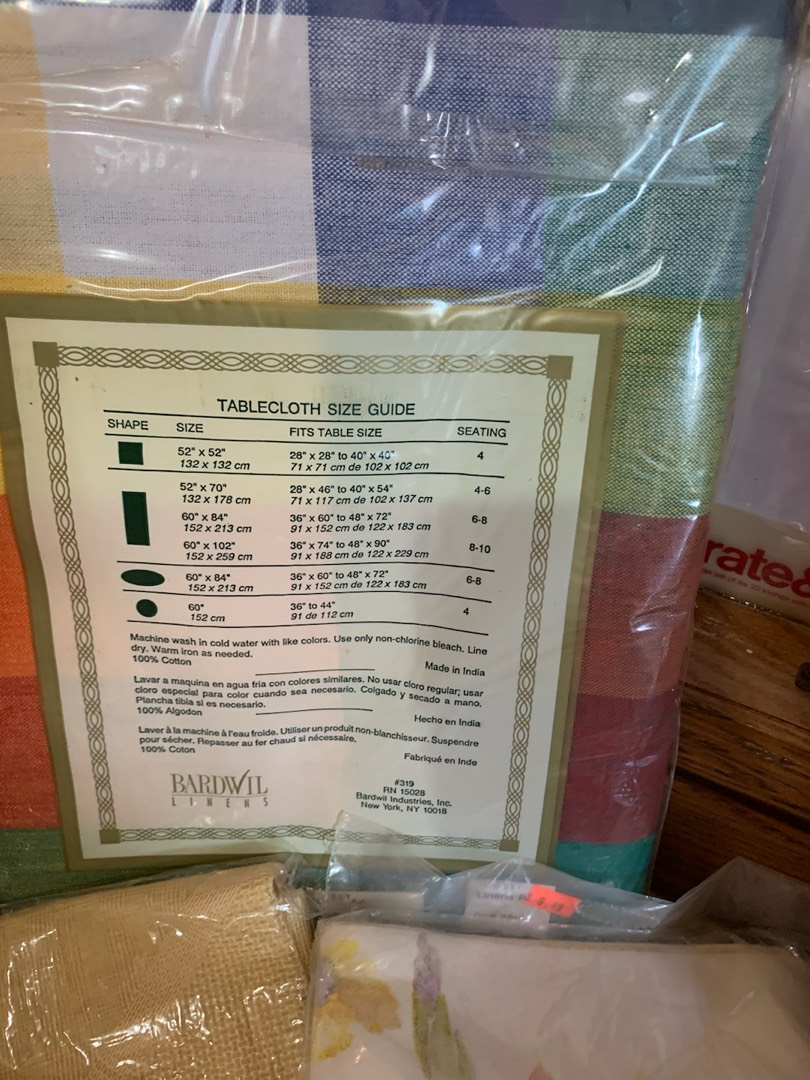 TABLECLOTH SIZE GUIDE
SHAPE SIZE FITS TABLE SIZE SEATING
52" x 52" 28" x 28" to 40" x 40" 4
132 x 132 cm 71 x 71 cm de 102 x 102 cm
52" x 70" 28" x 46" to 40" x 54" 4-6
132 x 178 cm 71 x 117 cm de 102 x 137 cm
60" x 84" 36" x 60" to 48" x 72" 6-8
152 x 213 cm 91 x 152 cm de 122 x 183 cm
60" x 102" 36" x 74" to 48" x 90" 8-10
152 x 259 cm 91 x 188 cm de 122 x 229 cm
60" x 84" 36" x 60" to 48" x 72" 6-8
152 x 213 cm 91 x 152 cm de 122 x 183 cm
60" 36" to 44" 4
152 cm 91 de 112 cm
Machine wash in cold water with like colors. Use only non-chlorine bleach. Line
dry. Warm iron as needed.
100% Cotton Made in India
Lavar a maquina en agua fria con colores similares. No usar cloro regular; usar
cloro especial para color cuando sea necesario. Colgado y secado a mano.
Plancha tibia si es necesario.
100% Algodon Hecho en India
Laver à la machine à l'eau froide. Utiliser un produit non-blanchisseur. Suspendre
pour sécher. Repasser au fer chaud si nécessaire.
100% Coton Fabriqué en Inde
BARDWIL
LINENS
#319
RN 15028
Bardwil Industries, Inc.
New York, NY 10018
rate&
Linens